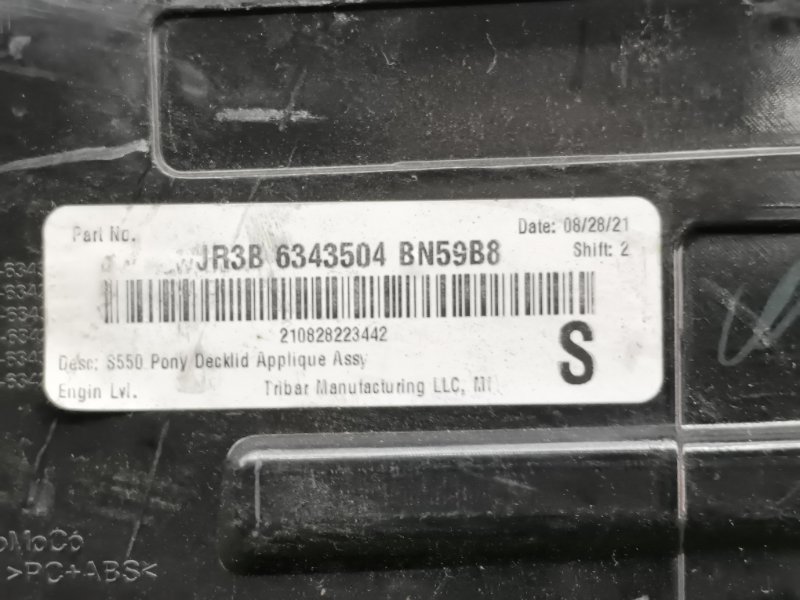 Part No.
Date: 08/28/21
JR3B 6343504 BN59B8
Shift: 2
210828223442
S
Desc: S550 Pony Decklid Applique Assy
Engin Lvl.
Tribar Manufacturing LLC, MI
>PC+ABS<